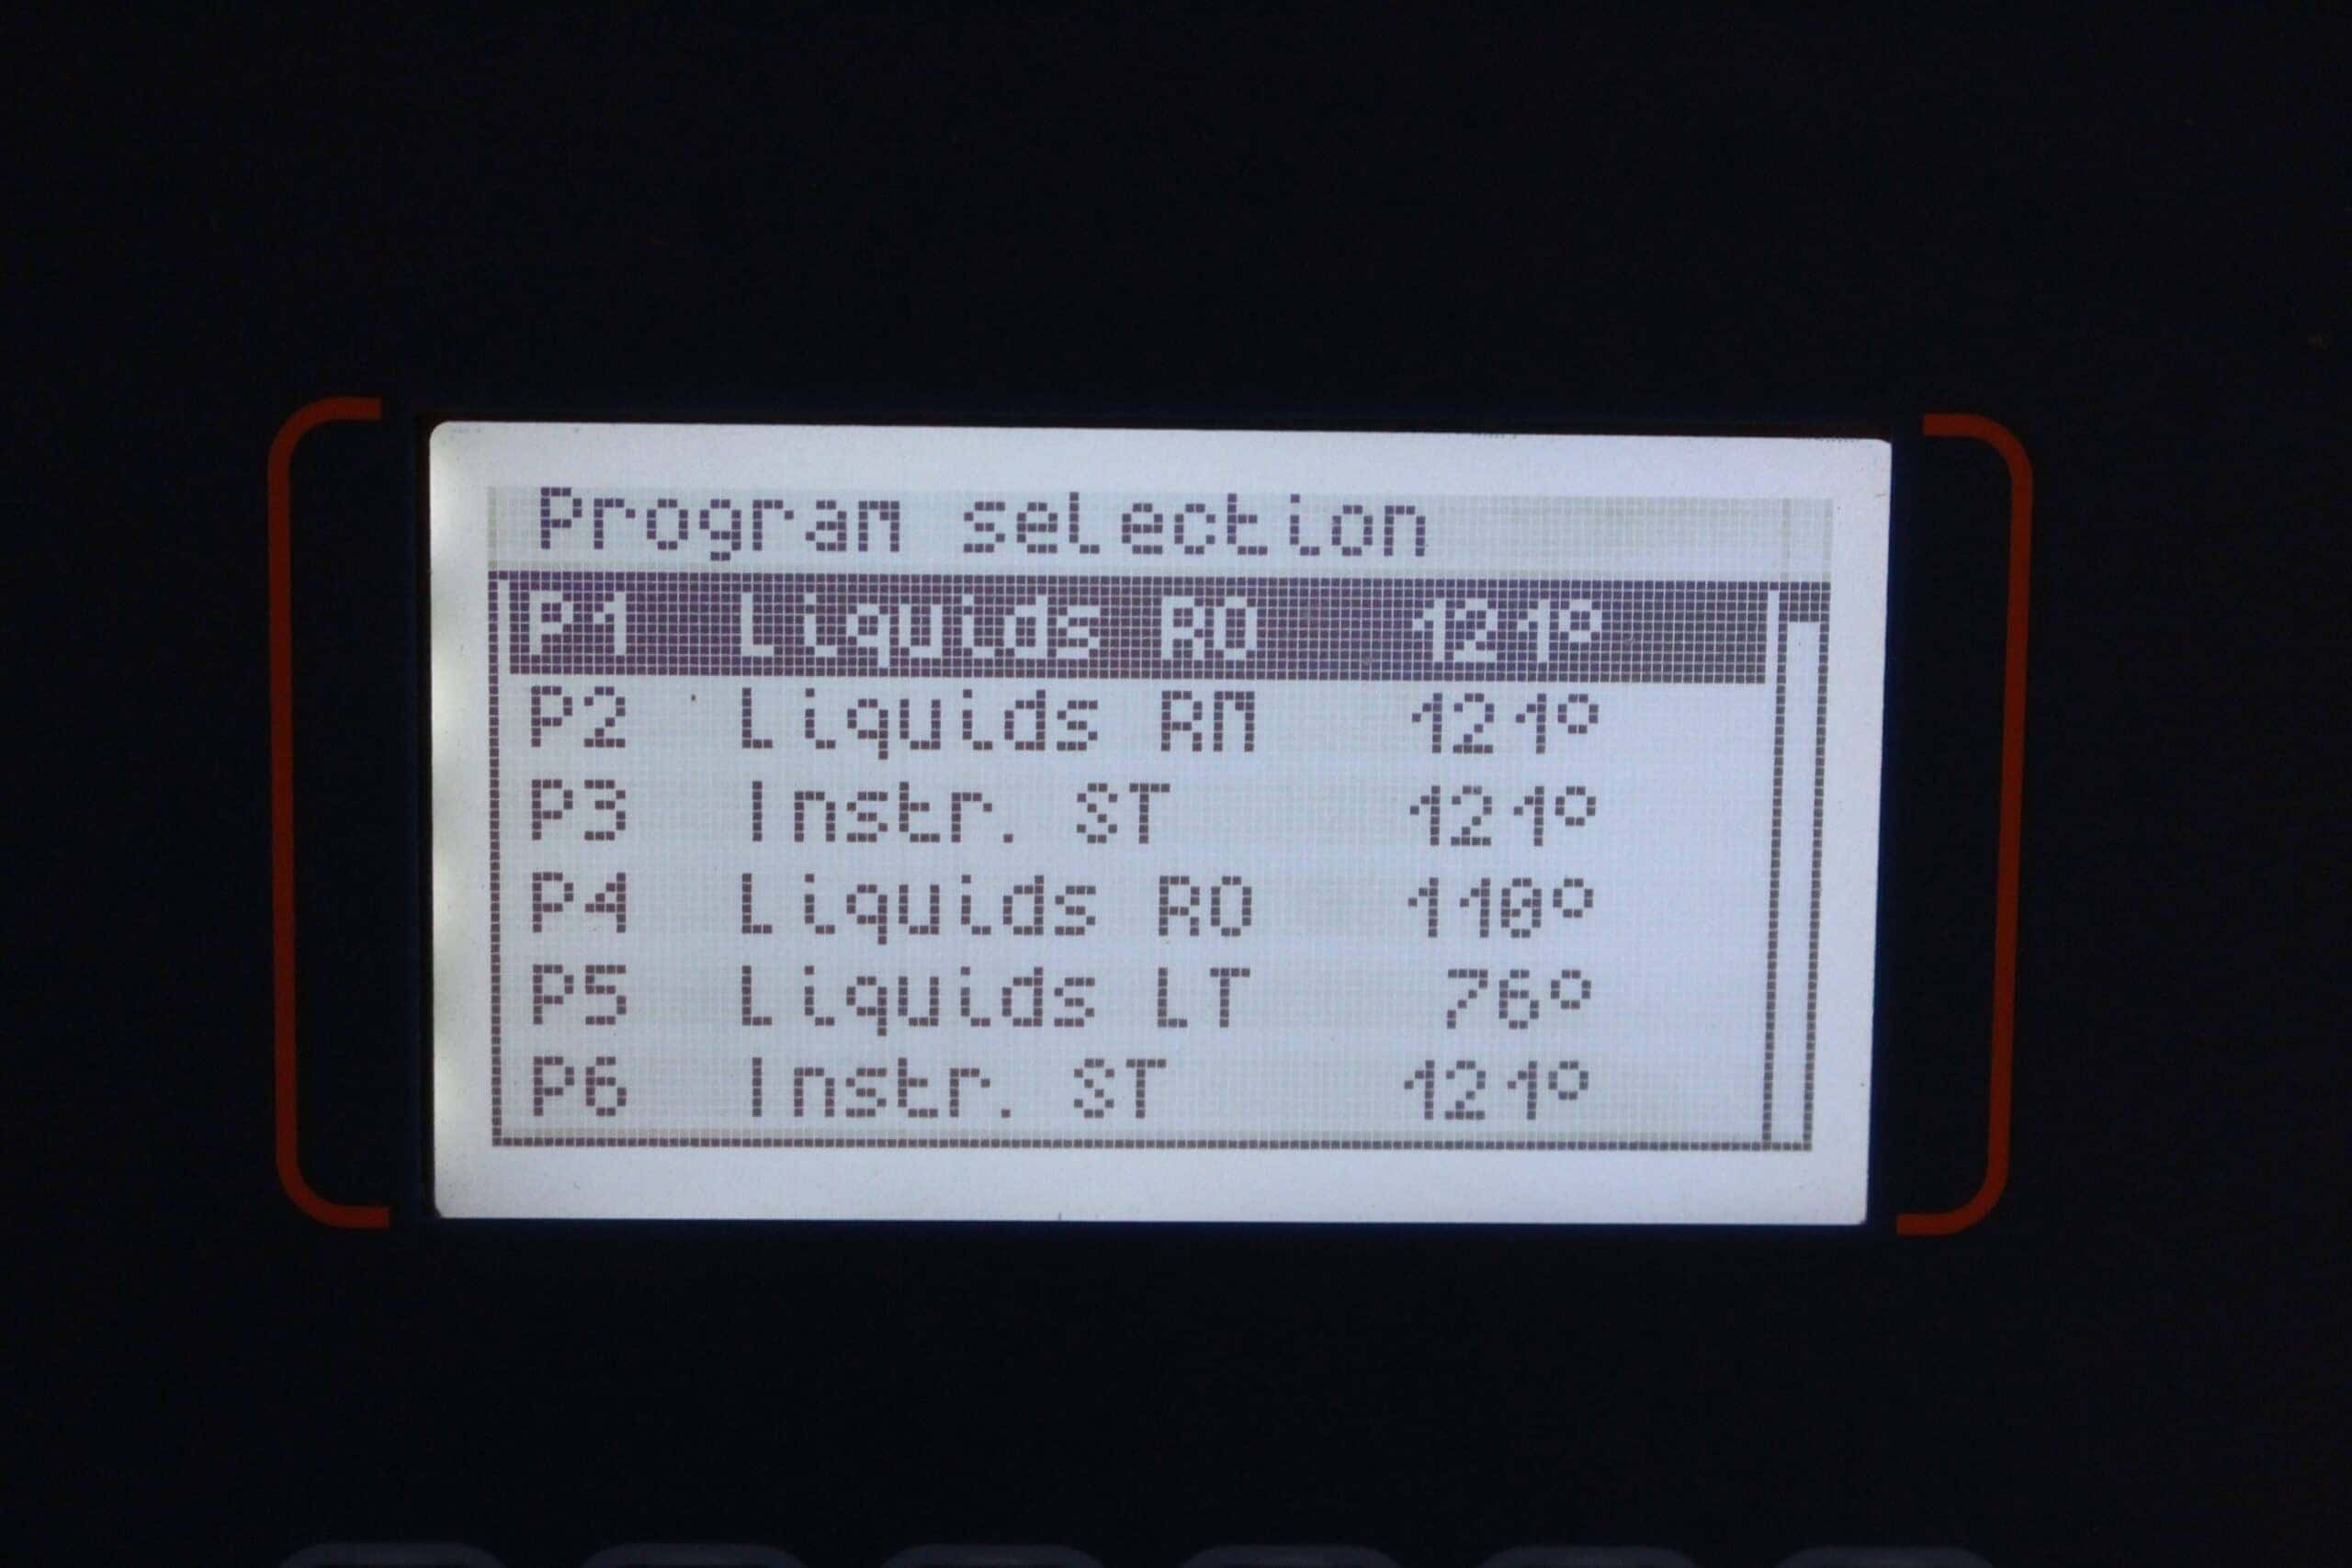 Program selection
P1 Liquids RO 121°
P2 Liquids RM 121°
P3 Instr. ST 121°
P4 Liquids RO 110°
P5 Liquids LT 76°
P6 Instr. ST 121°